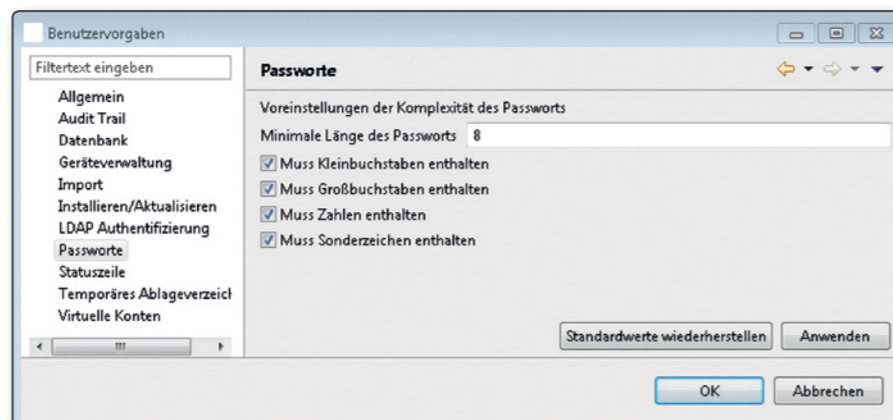 Benutzervorgaben
Filtertext eingeben
Allgemein
Audit Trail
Datenbank
Geräteverwaltung
Import
Installieren/Aktualisieren
LDAP Authentifizierung
Passworte
Statuszeile
Temporäres Ablageverzeicl
Virtuelle Konten
Passworte
Voreinstellungen der Komplexität des Passworts
Minimale Länge des Passworts 8
Muss Kleinbuchstaben enthalten
Muss Großbuchstaben enthalten
Muss Zahlen enthalten
Muss Sonderzeichen enthalten
Standardwerte wiederherstellen Anwenden
OK Abbrechen